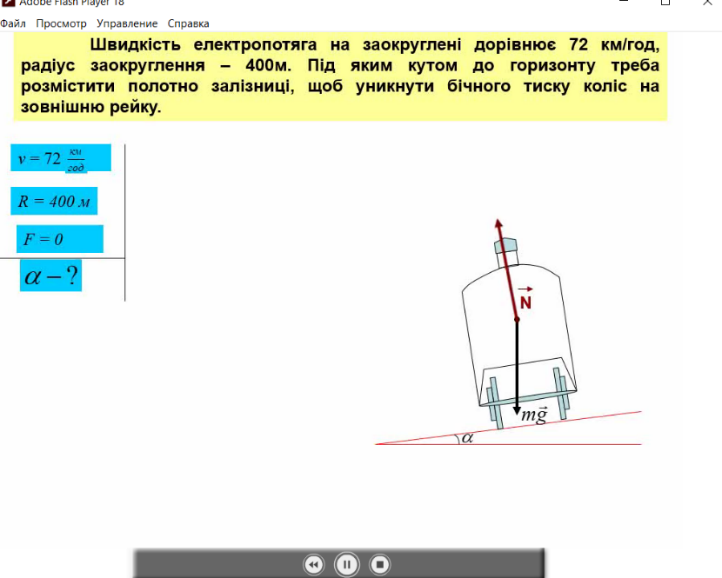 Adobe Flash Player 18
Файл Просмотр Управление Справка
Швидкість електропотяга на заокруглені дорівнює 72 км/год,
радіус заокруглення – 400м. Під яким кутом до горизонту треба
розмістити полотно залізниці, щоб уникнути бічного тиску коліс на
зовнішню рейку.
v = 72 км/год
R = 400 м
F = 0
α – ?
N
mg
α